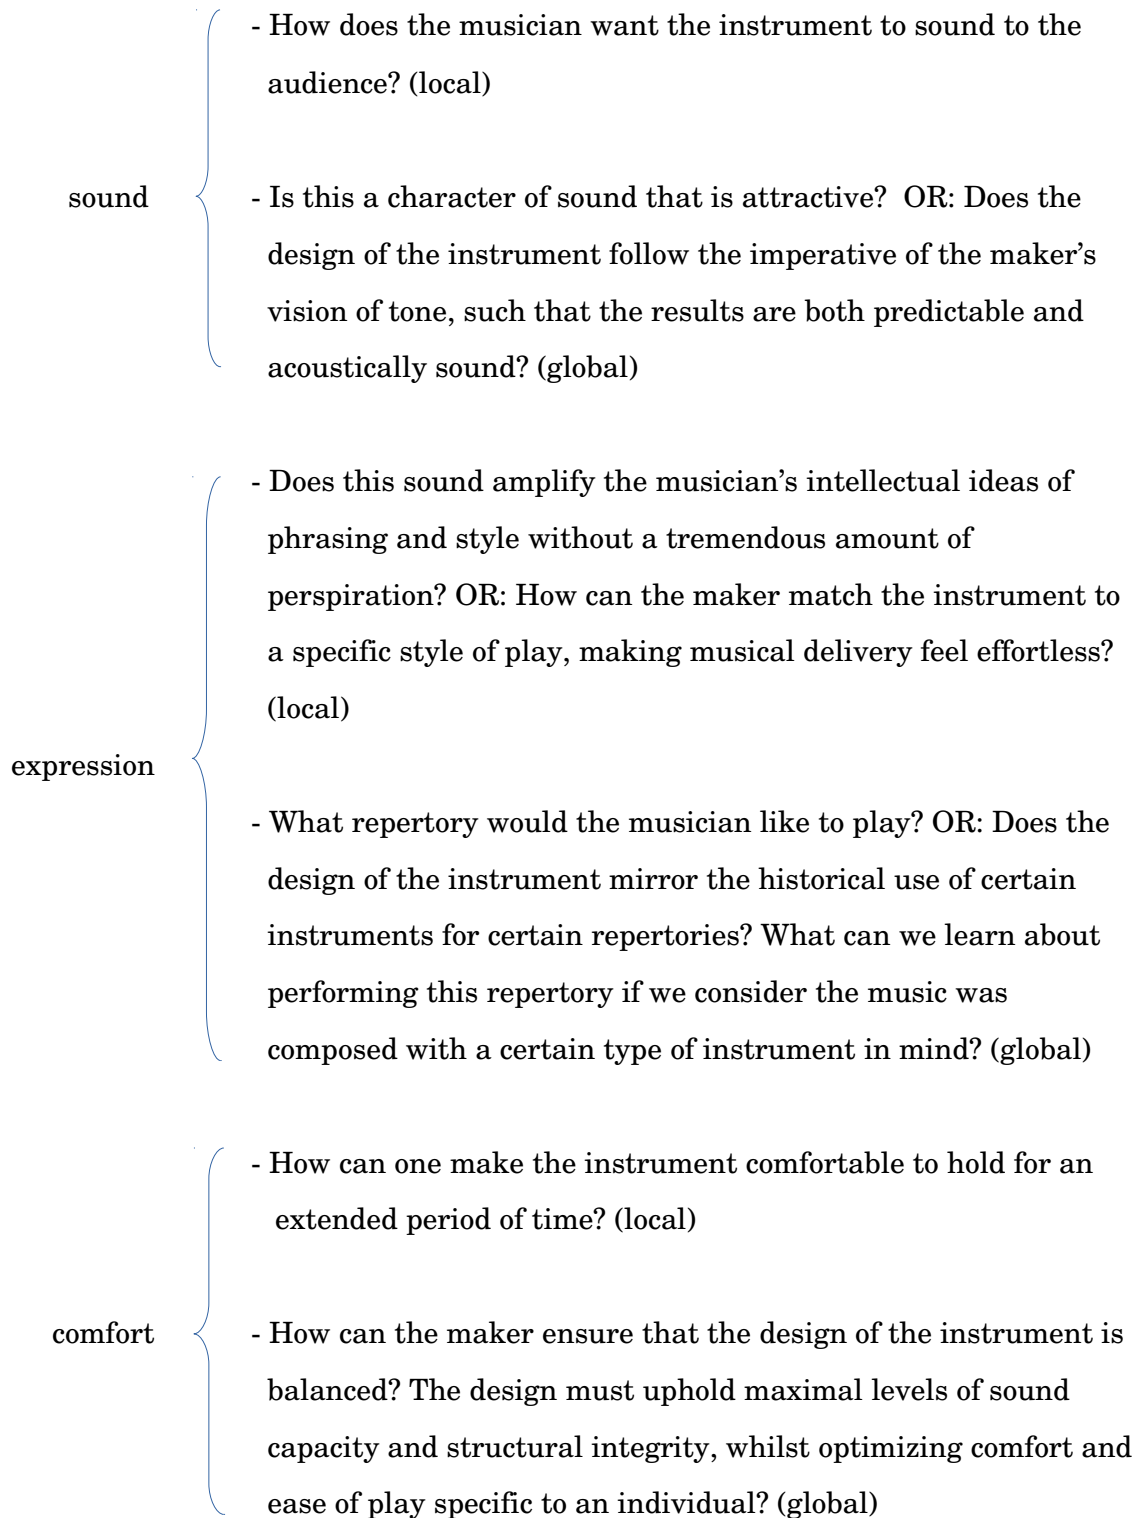 - How does the musician want the instrument to sound to the
audience? (local)
sound
- Is this a character of sound that is attractive?  OR: Does the
design of the instrument follow the imperative of the maker’s
vision of tone, such that the results are both predictable and
acoustically sound? (global)
- Does this sound amplify the musician’s intellectual ideas of
phrasing and style without a tremendous amount of
perspiration? OR: How can the maker match the instrument to
a specific style of play, making musical delivery feel effortless?
(local)
expression
- What repertory would the musician like to play? OR: Does the
design of the instrument mirror the historical use of certain
instruments for certain repertories? What can we learn about
performing this repertory if we consider the music was
composed with a certain type of instrument in mind? (global)
- How can one make the instrument comfortable to hold for an
extended period of time? (local)
comfort
- How can the maker ensure that the design of the instrument is
balanced? The design must uphold maximal levels of sound
capacity and structural integrity, whilst optimizing comfort and
ease of play specific to an individual? (global)